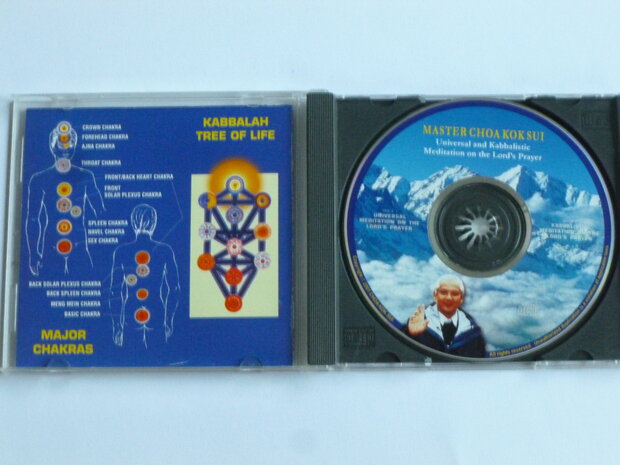 CROWN CHAKRA
FOREHEAD CHAKRA
AJNA CHAKRA
THROAT CHAKRA
FRONT/BACK HEART CHAKRA
FRONT
SOLAR PLEXUS CHAKRA
SPLEEN CHAKRA
NAVEL CHAKRA
SEX CHAKRA
BACK SOLAR PLEXUS CHAKRA
BACK SPLEEN CHAKRA
MENG MEIN CHAKRA
BASIC CHAKRA
MAJOR
CHAKRAS
KABBALAH
TREE OF LIFE
MASTER CHOA KOK SUI
Universal and Kabbalistic
Meditation on the Lord's Prayer
UNIVERSAL
MEDITATION ON THE
LORD'S PRAYER
KABBALISTIC
MEDITATION ON THE
LORD'S PRAYER
All rights reserved.